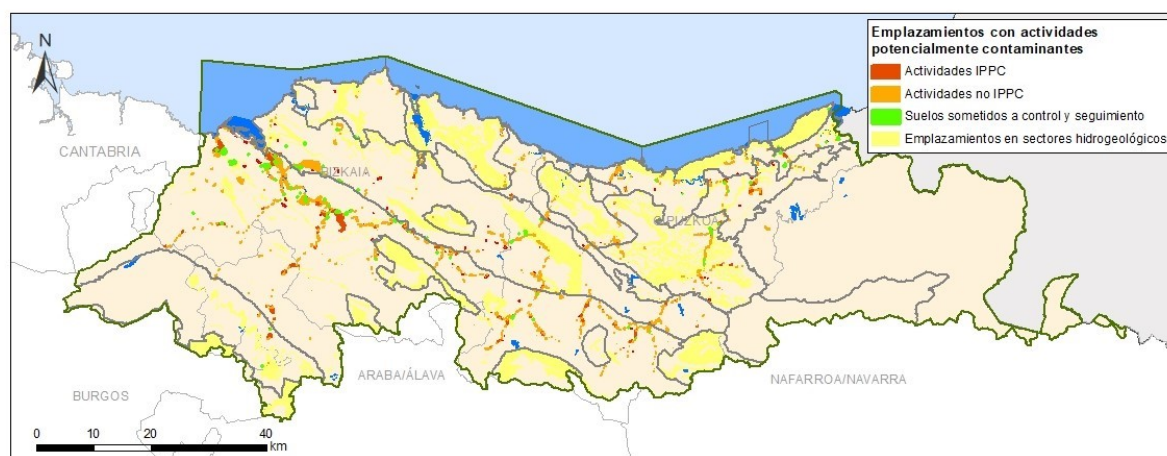 Emplazamientos con actividades
potencialmente contaminantes
Actividades IPPC
Actividades no IPPC
Suelos sometidos a control y seguimiento
Emplazamientos en sectores hidrogeológicos
N
CANTABRIA
BIZKAIA
GIPUZKOA
ARABA/ÁLAVA
NAFARROA/NAVARRA
BURGOS
0 10 20 40
km